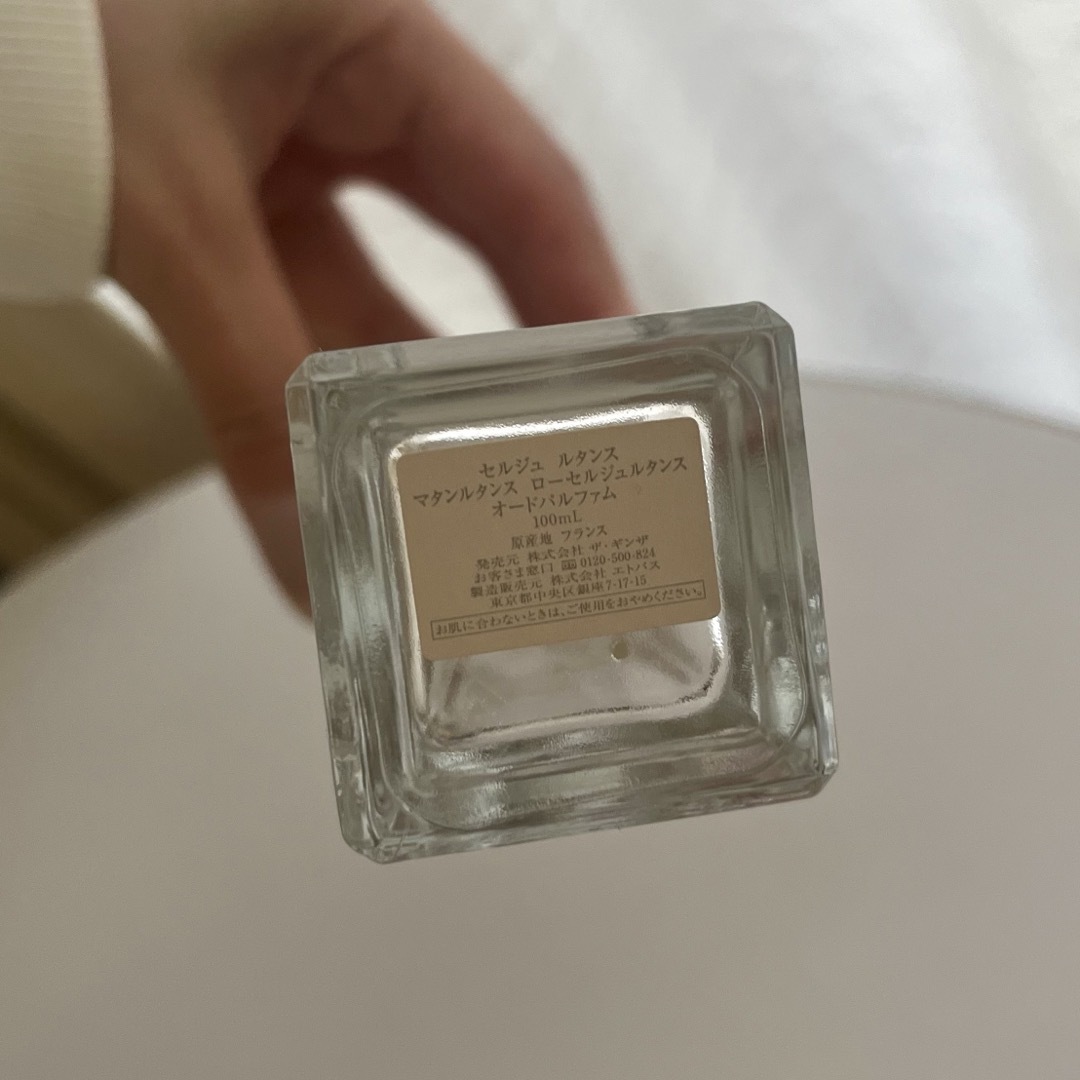 セルジュ ルタンス
マタンルタンス ローセルジュルタンス
オードパルファム
100mL
原産地 フランス
発売元 株式会社 ザ・ギンザ
お客さま窓口 0120-500-824
製造販売元 株式会社 エトバス
東京都中央区銀座7-17-15
お肌に合わないときは、ご使用をおやめください。